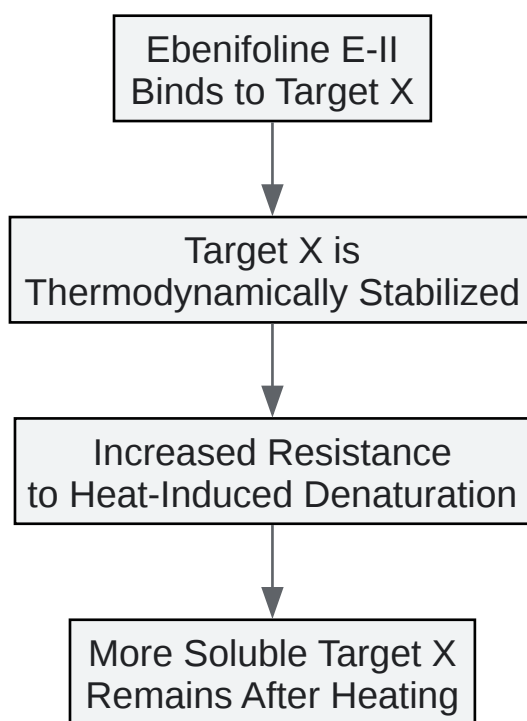 Ebenifoline E-II
Binds to Target X
Target X is
Thermodynamically Stabilized
Increased Resistance
to Heat-Induced Denaturation
More Soluble Target X
Remains After Heating